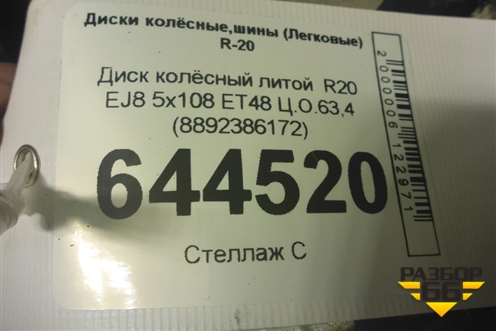 Диски колёсные,шины (Легковые)
R-20
Диск колёсный литой R20
EJ8 5x108 ET48 Ц.О.63,4
(8892386172)
644520
Стеллаж С
2000006122971
РАЗБОР
66